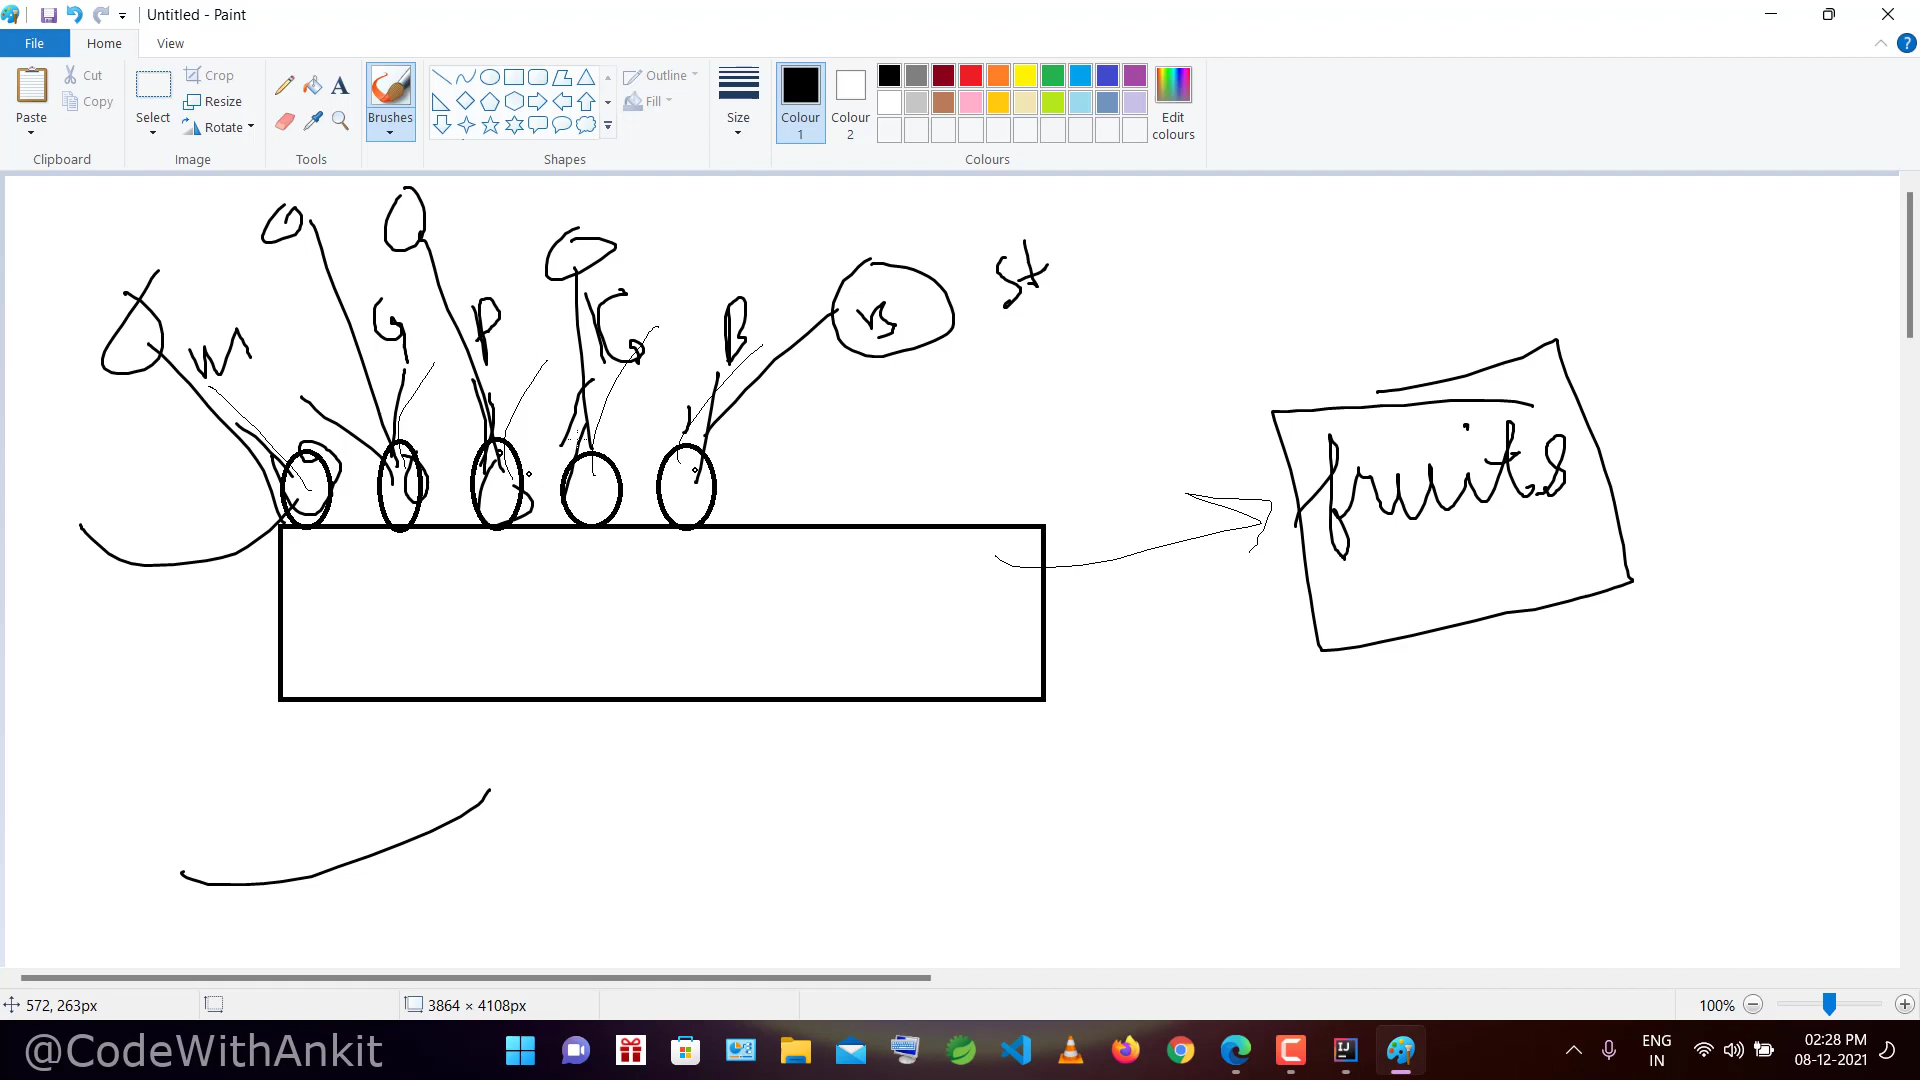 Untitled - Paint
File Home View
Paste
Cut
Copy
Clipboard
Select
Crop
Resize
Rotate
Image
Tools
Brushes
Outline
Fill
Shapes
Size
Colour 1
Colour 2
Edit colours
Colours
st
M G P G B
fruits
572, 263px
3864 × 4108px
100%
@CodeWithAnkit
ENG
IN
02:28 PM
08-12-2021